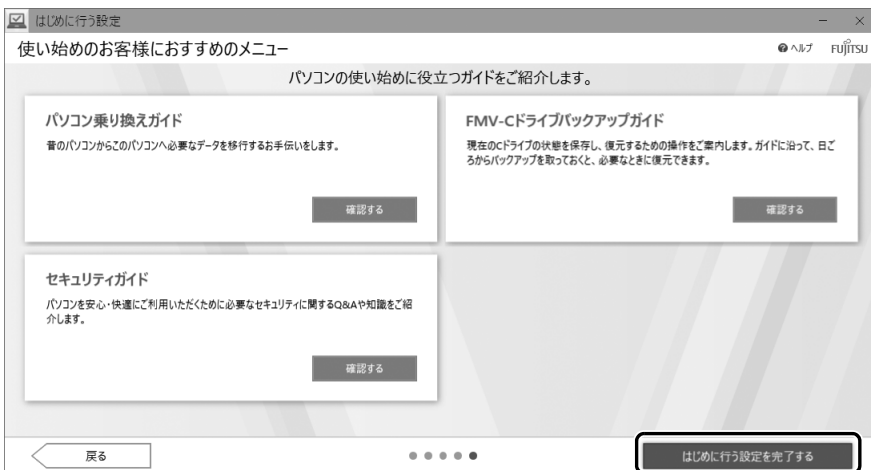 はじめに行う設定
使い始めのお客様におすすめのメニュー
ヘルプ
FUJITSU
パソコンの使い始めに役立つガイドをご紹介します。
パソコン乗り換えガイド
昔のパソコンからこのパソコンへ必要なデータを移行するお手伝いをします。
確認する
FMV-Cドライブバックアップガイド
現在のCドライブの状態を保存し、復元するための操作をご案内します。ガイドに沿って、日ご
ろからバックアップを取っておくと、必要なときに復元できます。
確認する
セキュリティガイド
パソコンを安心・快適にご利用いただくために必要なセキュリティに関するQ&Aや知識をご紹
介します。
確認する
戻る
はじめに行う設定を完了する